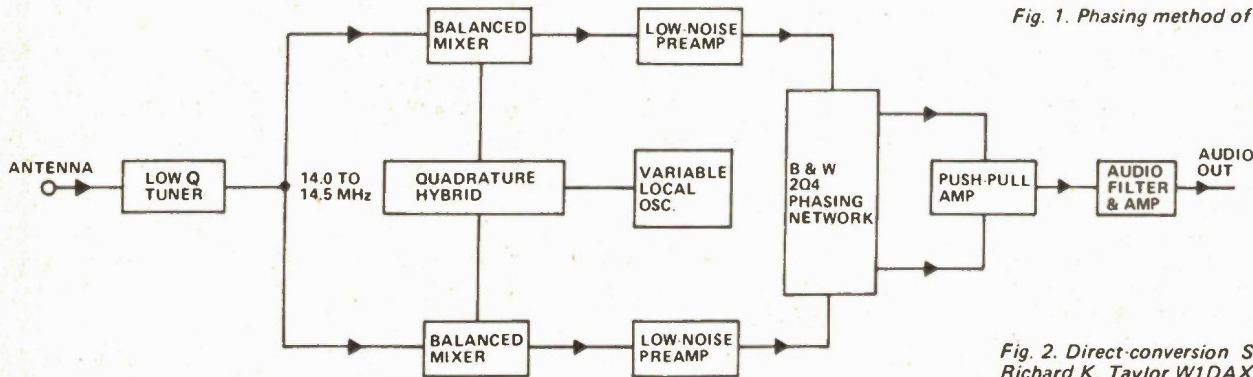 Fig. 1. Phasing method of
BALANCED
MIXER
LOW-NOISE
PREAMP
ANTENNA
LOW Q
TUNER
14.0 TO
14.5 MHz
QUADRATURE
HYBRID
VARIABLE
LOCAL
OSC.
B & W
2Q4
PHASING
NETWORK
PUSH-PULL
AMP
AUDIO
FILTER
& AMP
AUDIO
OUT
BALANCED
MIXER
LOW-NOISE
PREAMP
Fig. 2. Direct-conversion S
Richard K. Taylor W1DAX